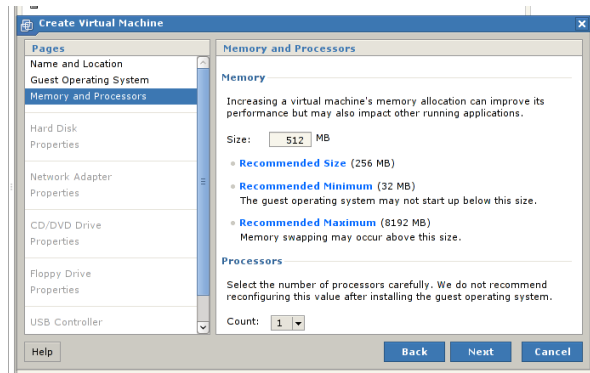 Create Virtual Machine
Pages
Name and Location
Guest Operating System
Memory and Processors
Hard Disk
Properties
Network Adapter
Properties
CD/DVD Drive
Properties
Floppy Drive
Properties
USB Controller
Memory and Processors
Memory
Increasing a virtual machine's memory allocation can improve its
performance but may also impact other running applications.
Size: 512 MB
Recommended Size (256 MB)
Recommended Minimum (32 MB)
The guest operating system may not start up below this size.
Recommended Maximum (8192 MB)
Memory swapping may occur above this size.
Processors
Select the number of processors carefully. We do not recommend
reconfiguring this value after installing the guest operating system.
Count: 1
Help
Back
Next
Cancel